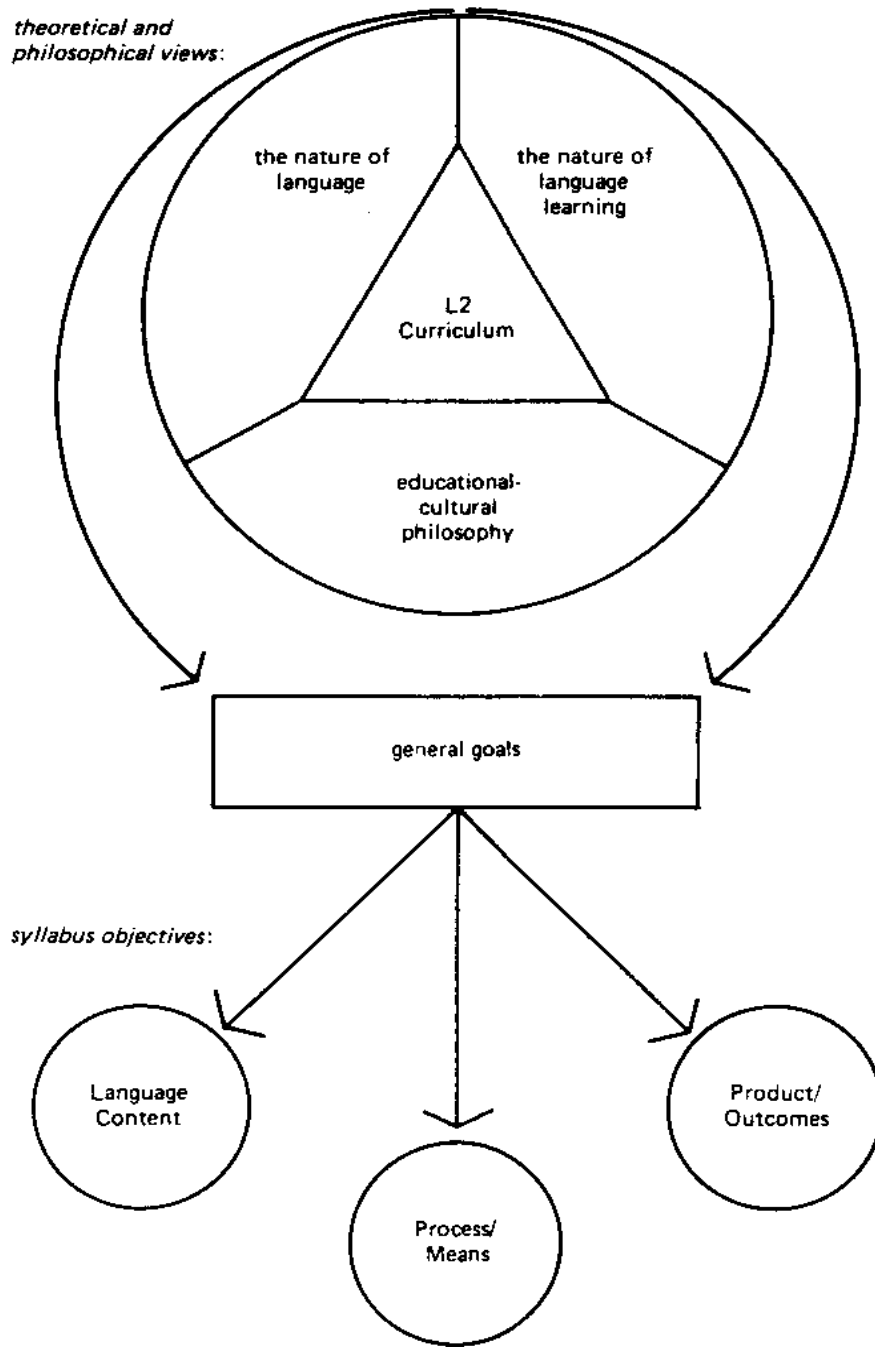 theoretical and
philosophical views:
the nature of
language
the nature of
language
learning
L2
Curriculum
educational-
cultural
philosophy
general goals
syllabus objectives:
Language
Content
Process/
Means
Product/
Outcomes